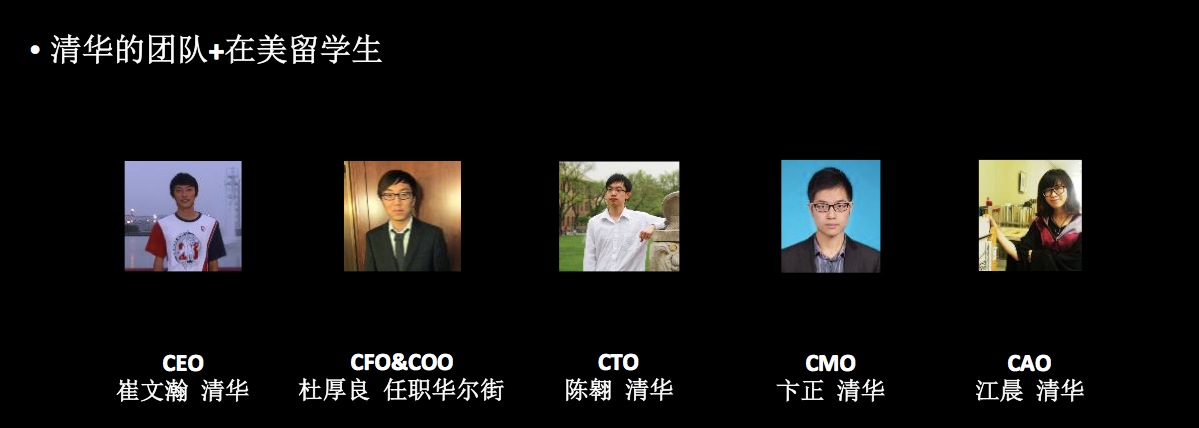 • 清华的团队+在美留学生
CEO
崔文瀚 清华
CFO&COO
杜厚良 任职华尔街
CTO
陈翱 清华
CMO
卞正 清华
CAO
江晨 清华